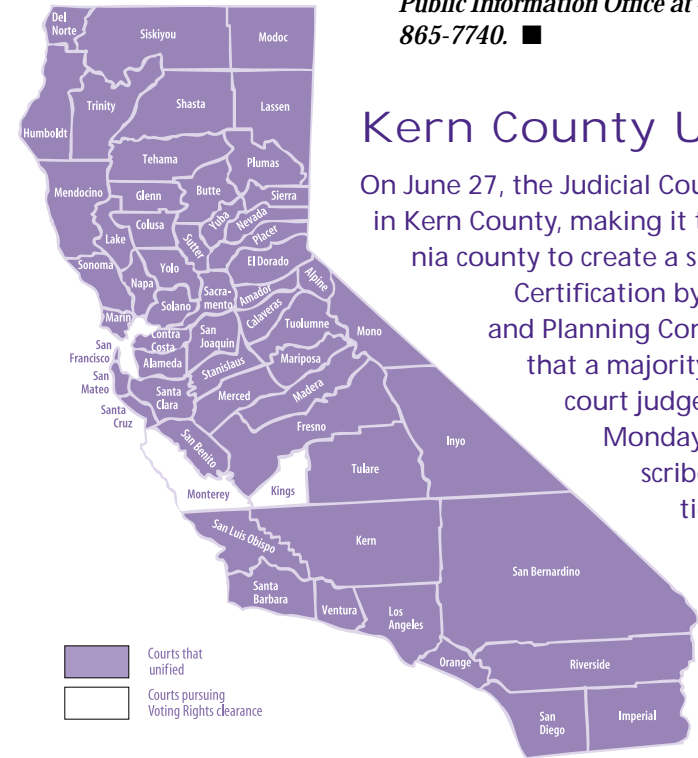 Public Information Office at
865-7740. ■
Kern County U
On June 27, the Judicial Cou
in Kern County, making it t
nia county to create a s
Certification by
and Planning Con
that a majority
court judge
Monday
scribe
ti
Del
Norte
Siskiyou
Modoc
Humboldt
Trinity
Shasta
Lassen
Tehama
Plumas
Mendocino
Glenn
Butte
Sierra
Colusa
Yuba
Nevada
Placer
Lake
Sutter
El Dorado
Sonoma
Napa
Yolo
Sacra-
mento
Amador
Alpine
Solano
Calaveras
Marin
Contra
Costa
San
Joaquin
Tuolumne
Mono
San
Francisco
Alameda
Stanislaus
Mariposa
San
Mateo
Santa
Clara
Merced
Madera
Santa
Cruz
San Benito
Fresno
Inyo
Monterey
Kings
Tulare
San Luis Obispo
Kern
San Bernardino
Santa
Barbara
Ventura
Los
Angeles
Orange
Riverside
San
Diego
Imperial
Courts that
unified
Courts pursuing
Voting Rights clearance